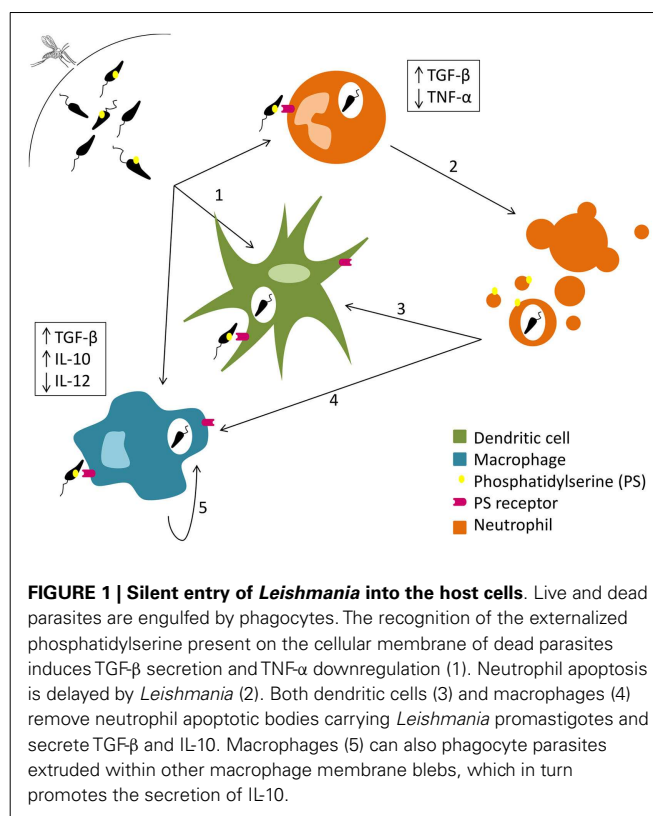 ↑ TGF-β
↓ TNF-α
1
2
3
↑ TGF-β
↑ IL-10
↓ IL-12
4
5
Dendritic cell
Macrophage
Phosphatidylserine (PS)
PS receptor
Neutrophil
FIGURE 1 | Silent entry of Leishmania into the host cells. Live and dead
parasites are engulfed by phagocytes. The recognition of the externalized
phosphatidylserine present on the cellular membrane of dead parasites
induces TGF-β secretion and TNF-α downregulation (1). Neutrophil apoptosis
is delayed by Leishmania (2). Both dendritic cells (3) and macrophages (4)
remove neutrophil apoptotic bodies carrying Leishmania promastigotes and
secrete TGF-β and IL-10. Macrophages (5) can also phagocyte parasites
extruded within other macrophage membrane blebs, which in turn
promotes the secretion of IL-10.